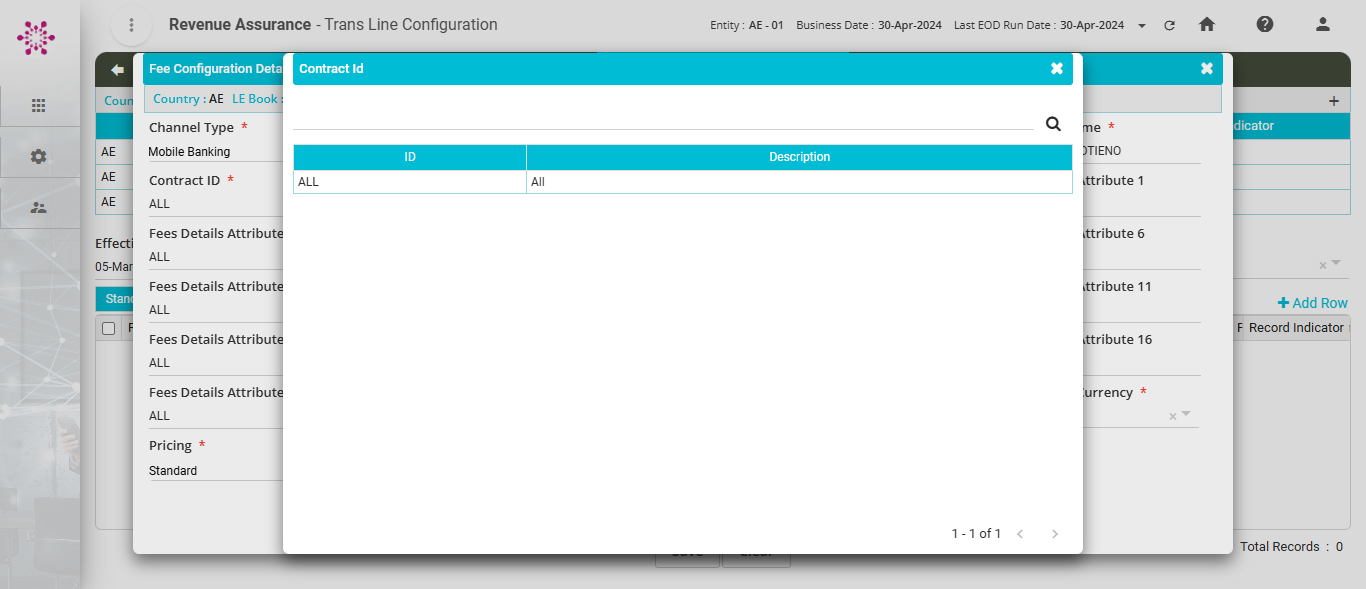 Revenue Assurance - Trans Line Configuration
Entity : AE - 01 Business Date : 30-Apr-2024 Last EOD Run Date : 30-Apr-2024
Fee Configuration Deta
Contract Id
Country : AE LE Book :
Channel Type *
Mobile Banking
OTIENO
ID Description
ALL All
Contract ID *
ALL
Attribute 1
Fees Details Attribute
ALL
Attribute 6
Fees Details Attribute
ALL
Attribute 11
Fees Details Attribute
ALL
Attribute 16
Fees Details Attribute
ALL
Currency *
Pricing *
Standard
1 - 1 of 1
AE
AE
AE
Effecti
05-Mar
Stand
Add Row
F Record Indicator
Save Clear
Total Records : 0